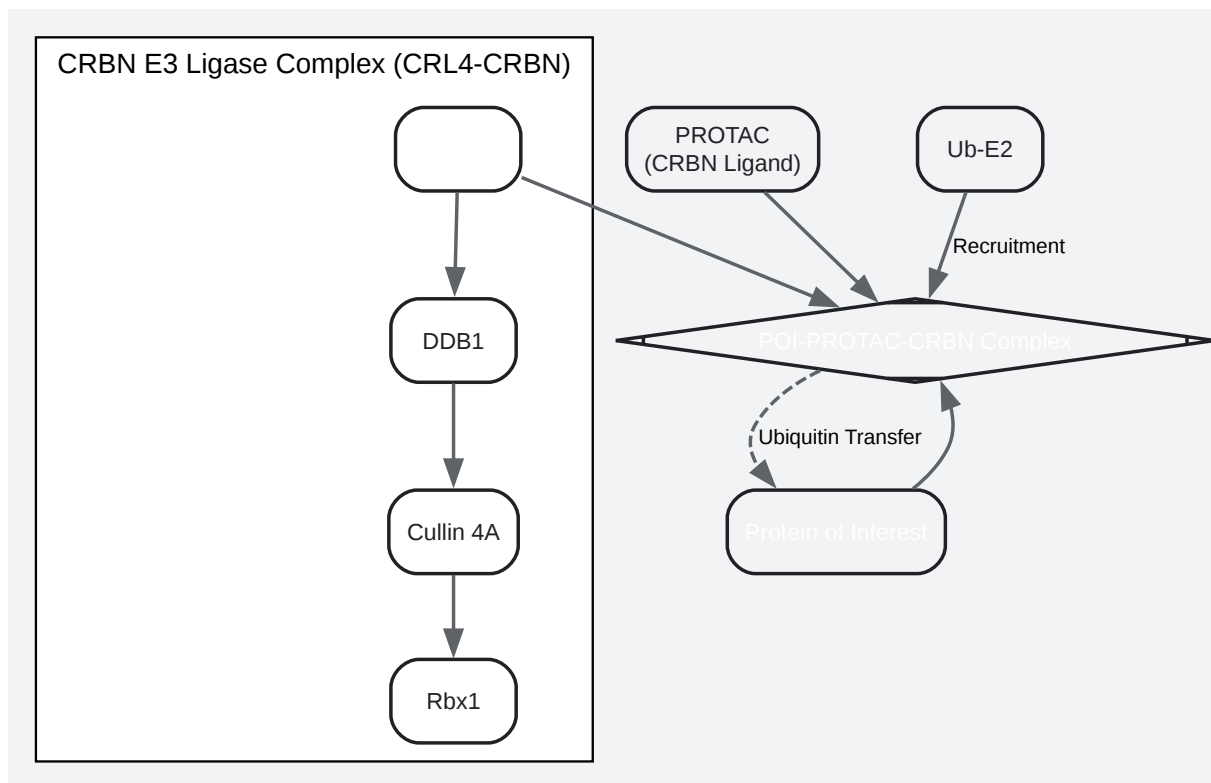 CRBN E3 Ligase Complex (CRL4-CRBN)
PROTAC
(CRBN Ligand)
Ub-E2
Recruitment
DDB1
POI-PROTAC-CRBN Complex
Ubiquitin Transfer
Cullin 4A
Protein of Interest
Rbx1